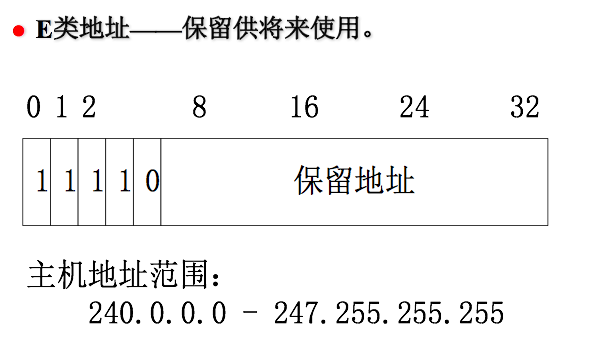 E类地址——保留供将来使用。
0 1 2 8 16 24 32
1 1 1 1 0 保留地址
主机地址范围：
240.0.0.0 - 247.255.255.255